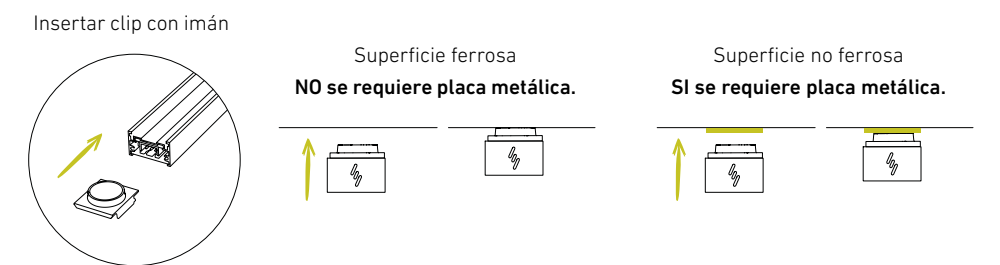 Insertar clip con imán
Superficie ferrosa
NO se requiere placa metálica.
Superficie no ferrosa
SI se requiere placa metálica.